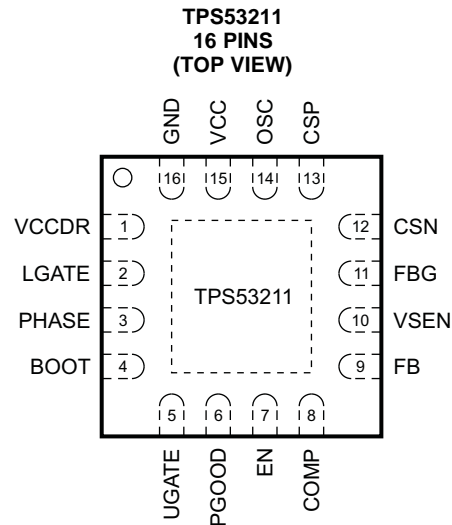 TPS53211
16 PINS
(TOP VIEW)
GND VCC OSC CSP
16 15 14 13
VCCDR 1 12 CSN
LGATE 2 11 FBG
PHASE 3 10 VSEN
TPS53211
BOOT 4 9 FB
5 6 7 8
UGATE PGOOD EN COMP